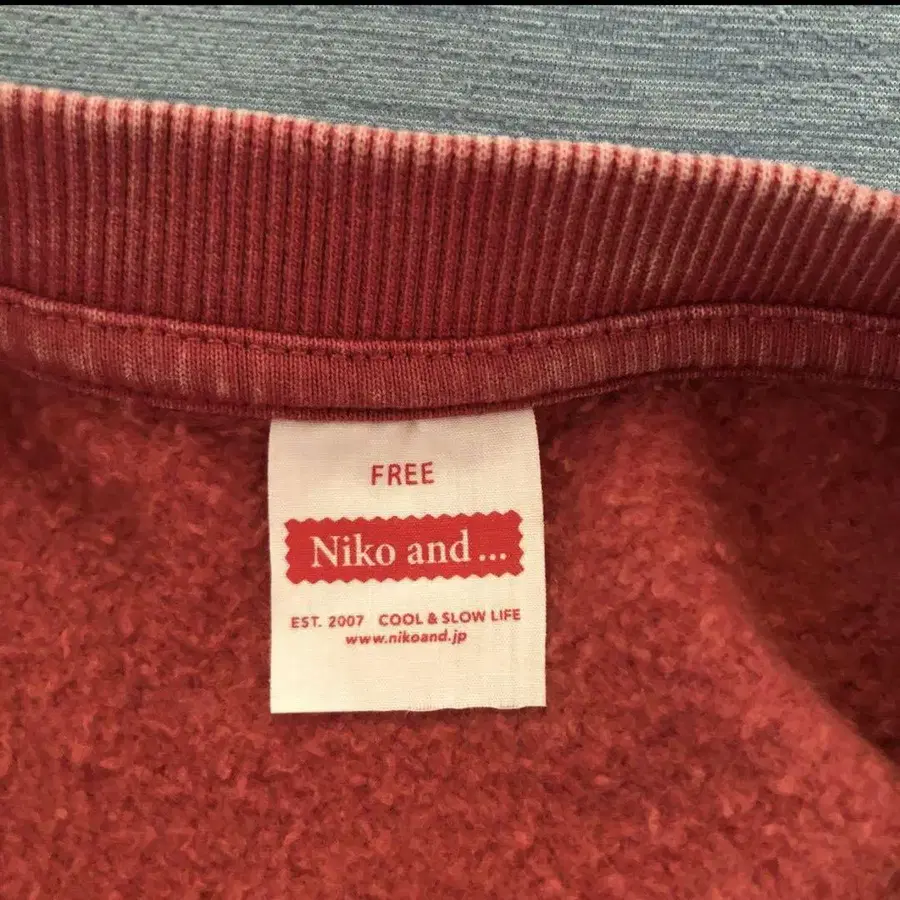 FREE
Niko and ...
EST. 2007 COOL & SLOW LIFE
www.nikoand.jp